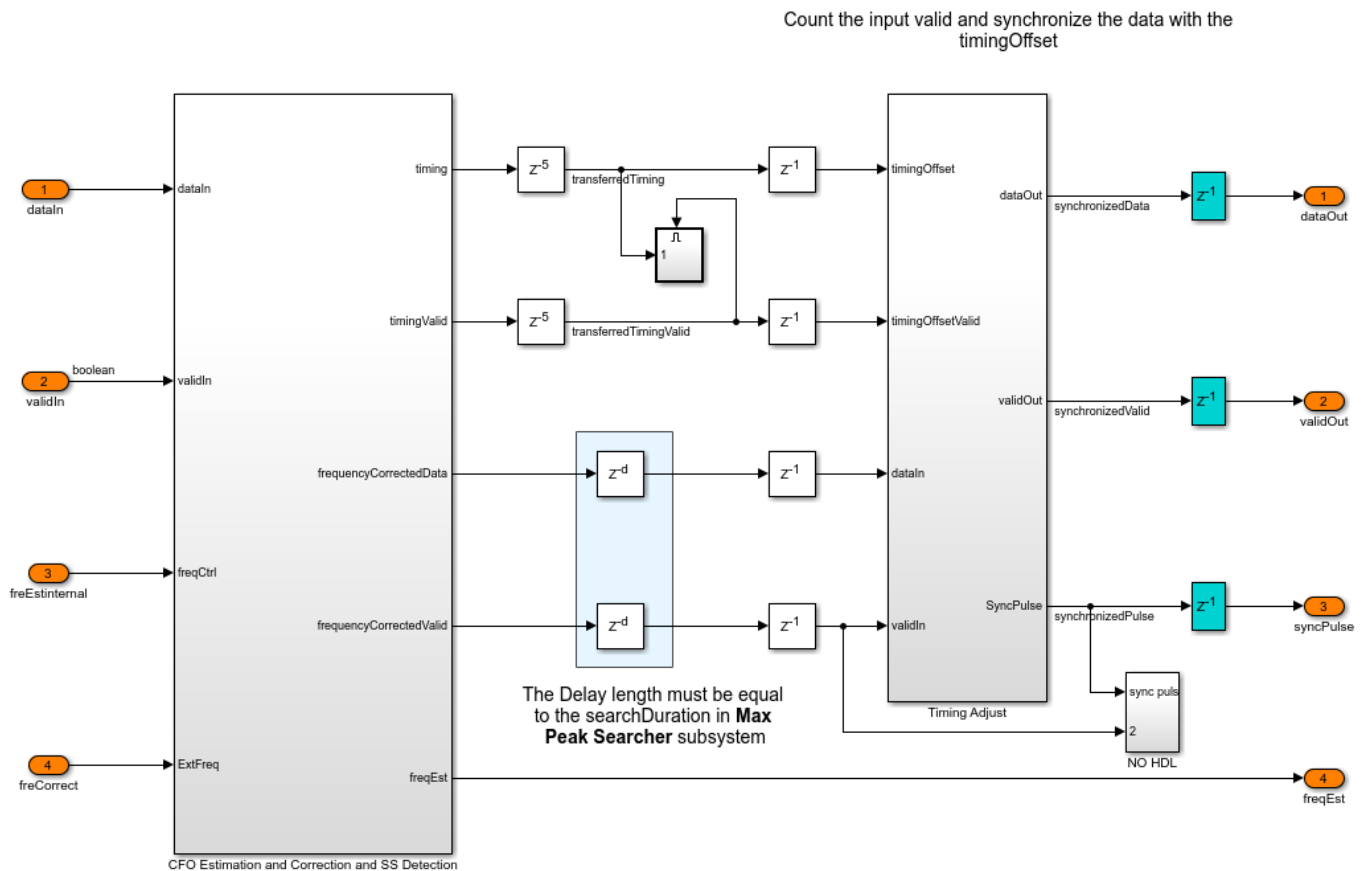 Count the input valid and synchronize the data with the
timingOffset
1
dataIn
2
validIn
boolean
3
freEstinternal
4
freCorrect
dataIn
validIn
freqCtrl
ExtFreq
timing
timingValid
frequencyCorrectedData
frequencyCorrectedValid
freqEst
CFO Estimation and Correction and SS Detection
Z-5
transferredTiming
1
Z-5
transferredTimingValid
Z-d
Z-d
The Delay length must be equal
to the searchDuration in Max
Peak Searcher subsystem
Z-1
Z-1
Z-1
Z-1
timingOffset
timingOffsetValid
dataIn
validIn
dataOut
validOut
SyncPulse
Timing Adjust
synchronizedData
synchronizedValid
synchronizedPulse
Z-1
Z-1
Z-1
sync puls
2
NO HDL
1
dataOut
2
validOut
3
syncPulse
4
freqEst